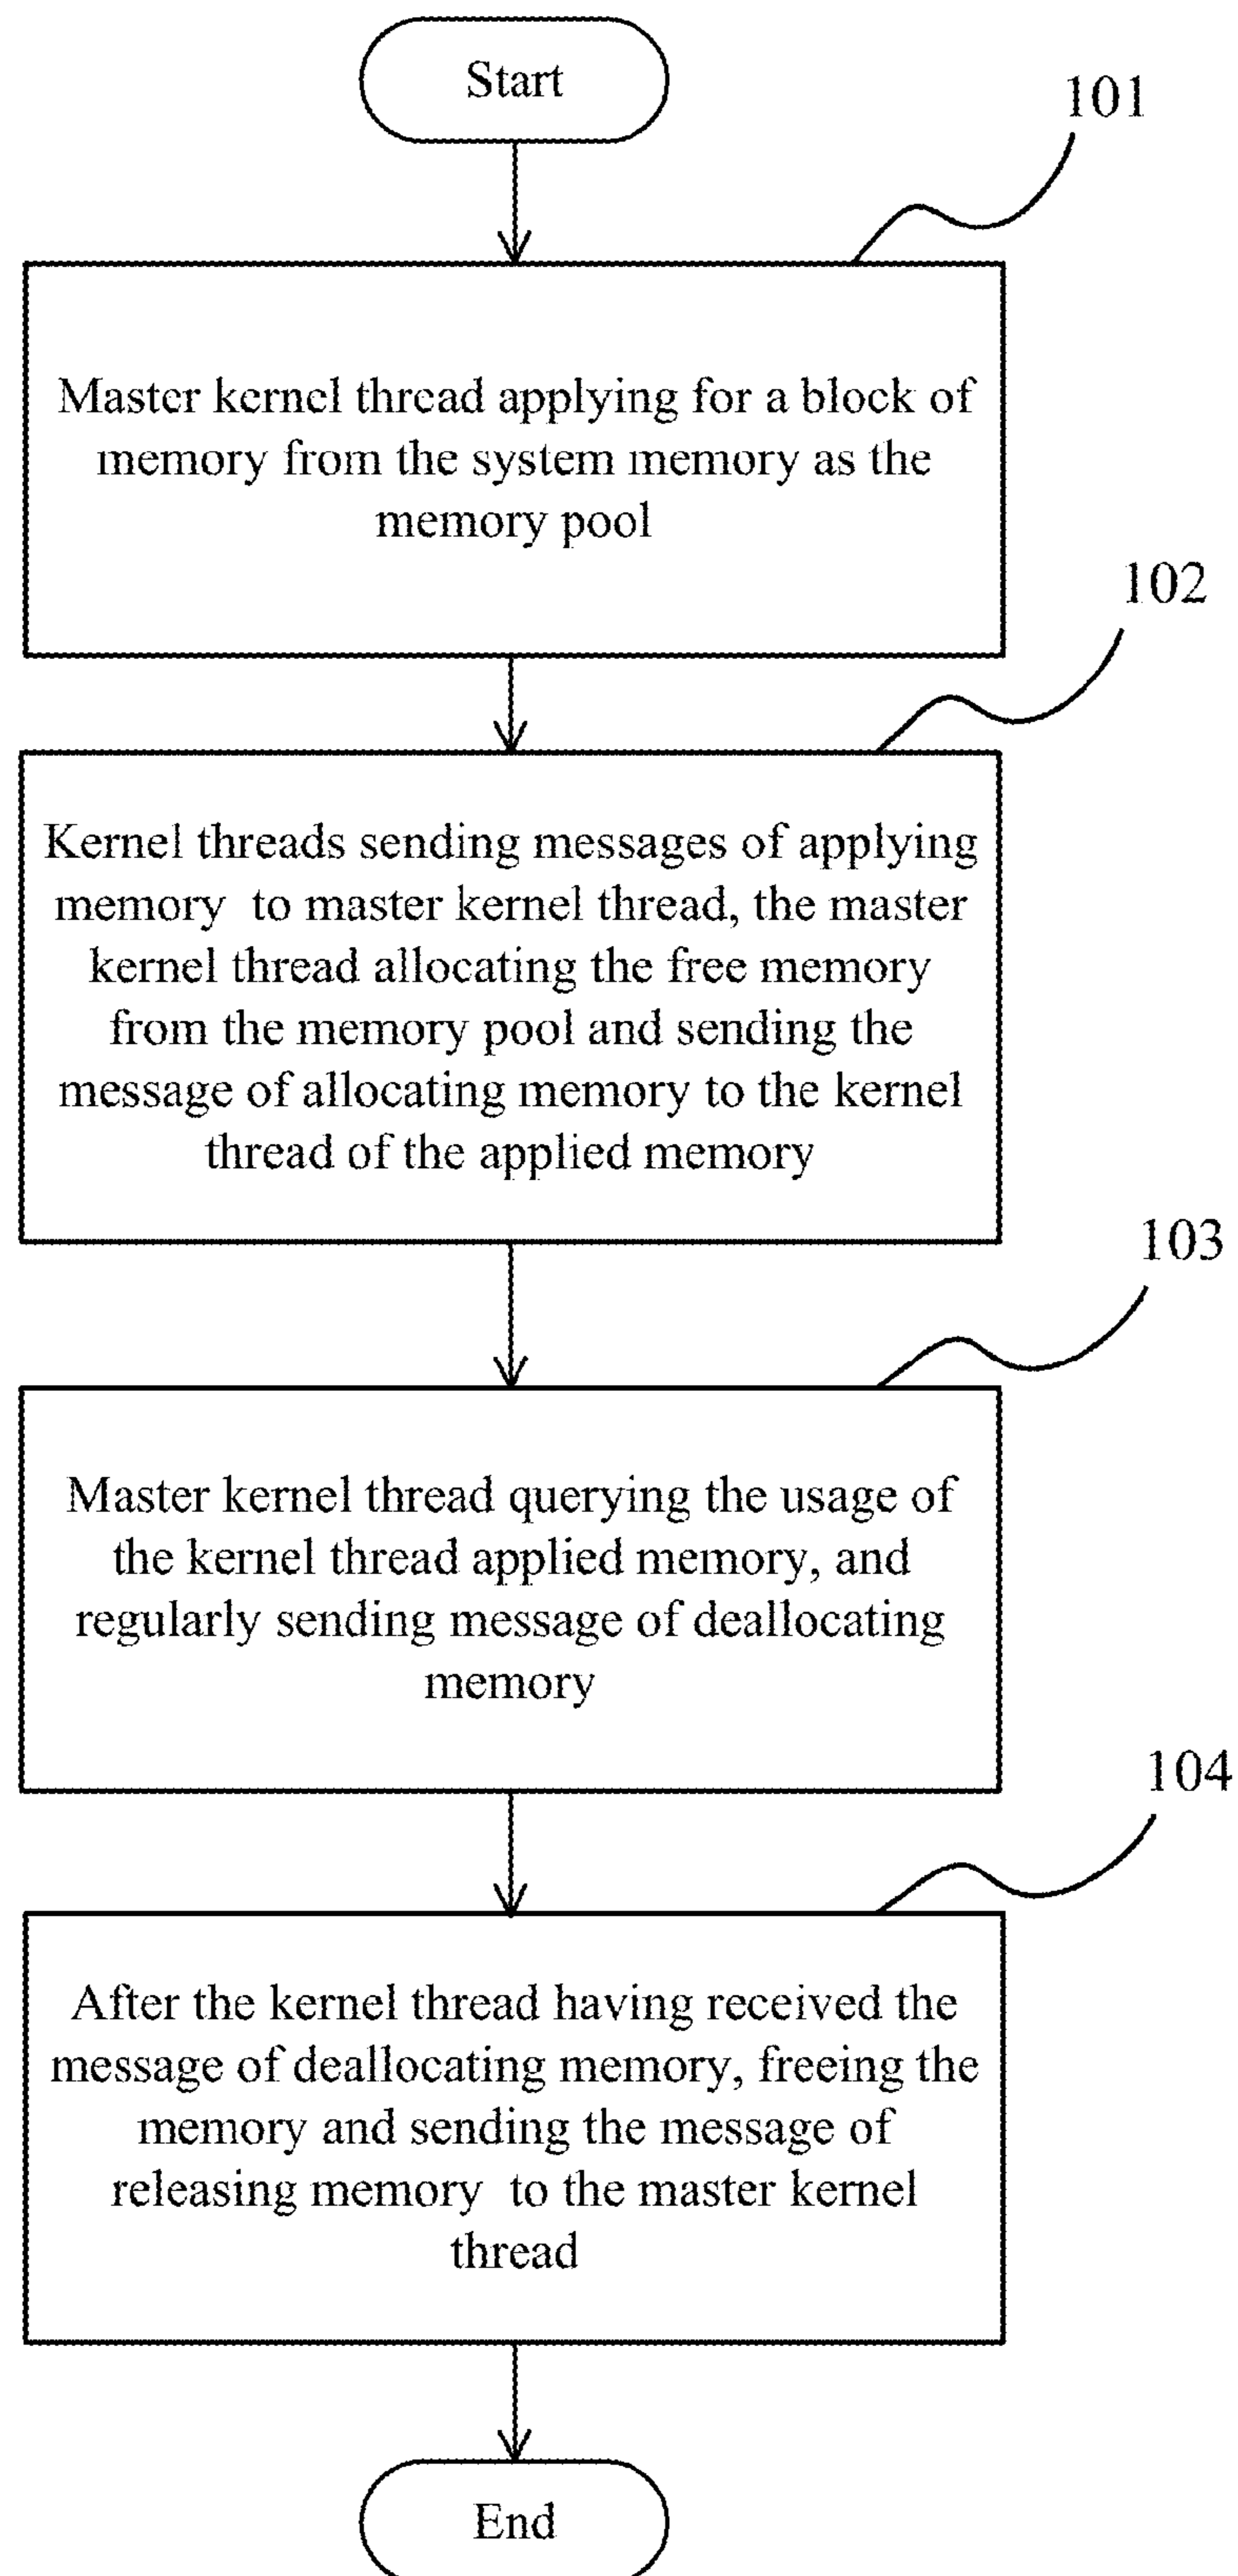 Start
101
Master kernel thread applying for a block of
memory from the system memory as the
memory pool
102
Kernel threads sending messages of applying
memory to master kernel thread, the master
kernel thread allocating the free memory
from the memory pool and sending the
message of allocating memory to the kernel
thread of the applied memory
103
Master kernel thread querying the usage of
the kernel thread applied memory, and
regularly sending message of deallocating
memory
104
After the kernel thread having received the
message of deallocating memory, freeing the
memory and sending the message of
releasing memory to the master kernel
thread
End